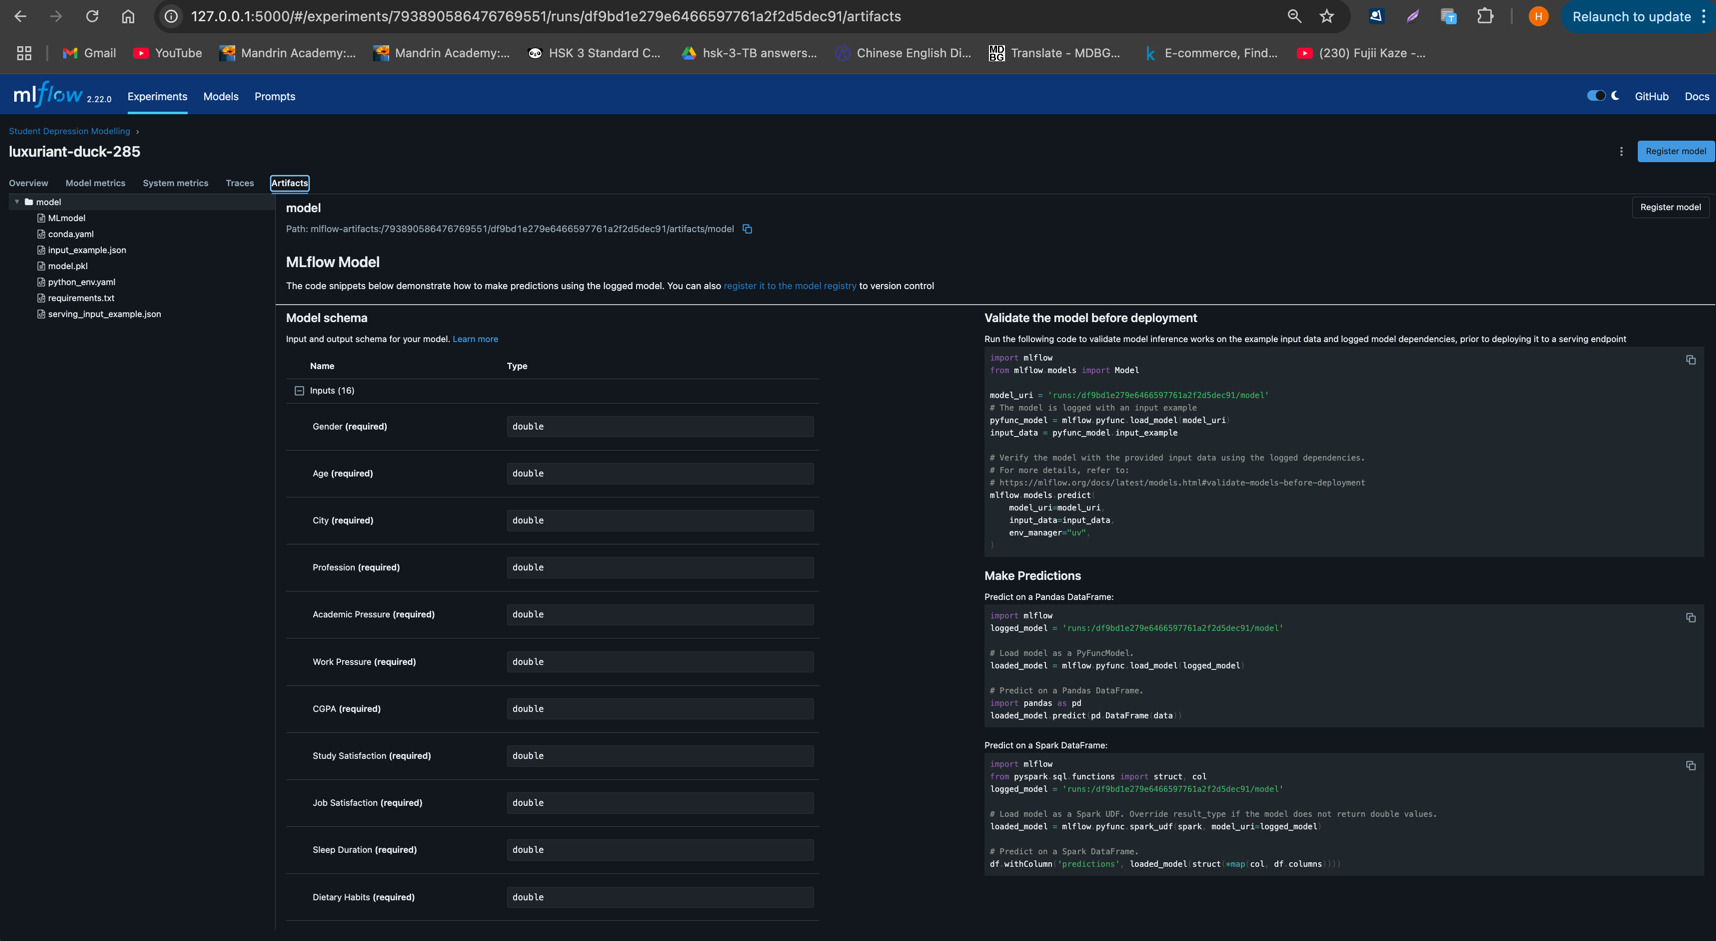 127.0.0.1:5000/#/experiments/793890586476769551/runs/df9bd1e279e6466597761a2f2d5dec91/artifacts
H
Relaunch to update
Gmail
YouTube
Mandrin Academy:...
Mandrin Academy:...
HSK 3 Standard C...
hsk-3-TB answers...
Chinese English Di...
MD BG
Translate - MDBG...
E-commerce, Find...
(230) Fujii Kaze -...
mlflow 2.22.0
Experiments
Models
Prompts
GitHub
Docs
Student Depression Modelling ›
luxuriant-duck-285
Register model
Overview
Model metrics
System metrics
Traces
Artifacts
model
MLmodel
conda.yaml
input_example.json
model.pkl
python_env.yaml
requirements.txt
serving_input_example.json
model
Register model
Path: mlflow-artifacts:/793890586476769551/df9bd1e279e6466597761a2f2d5dec91/artifacts/model
MLflow Model
The code snippets below demonstrate how to make predictions using the logged model. You can also register it to the model registry to version control
Model schema
Input and output schema for your model. Learn more
Name Type
Inputs (16)
Gender (required) double
Age (required) double
City (required) double
Profession (required) double
Academic Pressure (required) double
Work Pressure (required) double
CGPA (required) double
Study Satisfaction (required) double
Job Satisfaction (required) double
Sleep Duration (required) double
Dietary Habits (required) double
Validate the model before deployment
Run the following code to validate model inference works on the example input data and logged model dependencies, prior to deploying it to a serving endpoint
import mlflow
from mlflow.models import Model
model_uri = 'runs:/df9bd1e279e6466597761a2f2d5dec91/model'
# The model is logged with an input example
pyfunc_model = mlflow.pyfunc.load_model(model_uri)
input_data = pyfunc_model.input_example
# Verify the model with the provided input data using the logged dependencies.
# For more details, refer to:
# https://mlflow.org/docs/latest/models.html#validate-models-before-deployment
mlflow.models.predict(
model_uri=model_uri,
input_data=input_data,
env_manager="uv",
)
Make Predictions
Predict on a Pandas DataFrame:
import mlflow
logged_model = 'runs:/df9bd1e279e6466597761a2f2d5dec91/model'
# Load model as a PyFuncModel.
loaded_model = mlflow.pyfunc.load_model(logged_model)
# Predict on a Pandas DataFrame.
import pandas as pd
loaded_model.predict(pd.DataFrame(data))
Predict on a Spark DataFrame:
import mlflow
from pyspark.sql.functions import struct, col
logged_model = 'runs:/df9bd1e279e6466597761a2f2d5dec91/model'
# Load model as a Spark UDF. Override result_type if the model does not return double values.
loaded_model = mlflow.pyfunc.spark_udf(spark, model_uri=logged_model)
# Predict on a Spark DataFrame.
df.withColumn('predictions', loaded_model(struct(*map(col, df.columns))))